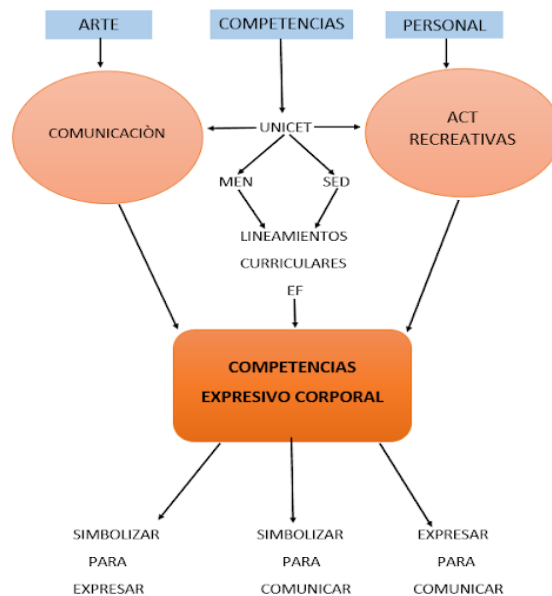 ARTE
COMPETENCIAS
PERSONAL
COMUNICACIÒN
UNICET
ACT
RECREATIVAS
MEN
SED
LINEAMIENTOS
CURRICULARES
EF
COMPETENCIAS
EXPRESIVO CORPORAL
SIMBOLIZAR
PARA
EXPRESAR
SIMBOLIZAR
PARA
COMUNICAR
EXPRESAR
PARA
COMUNICAR